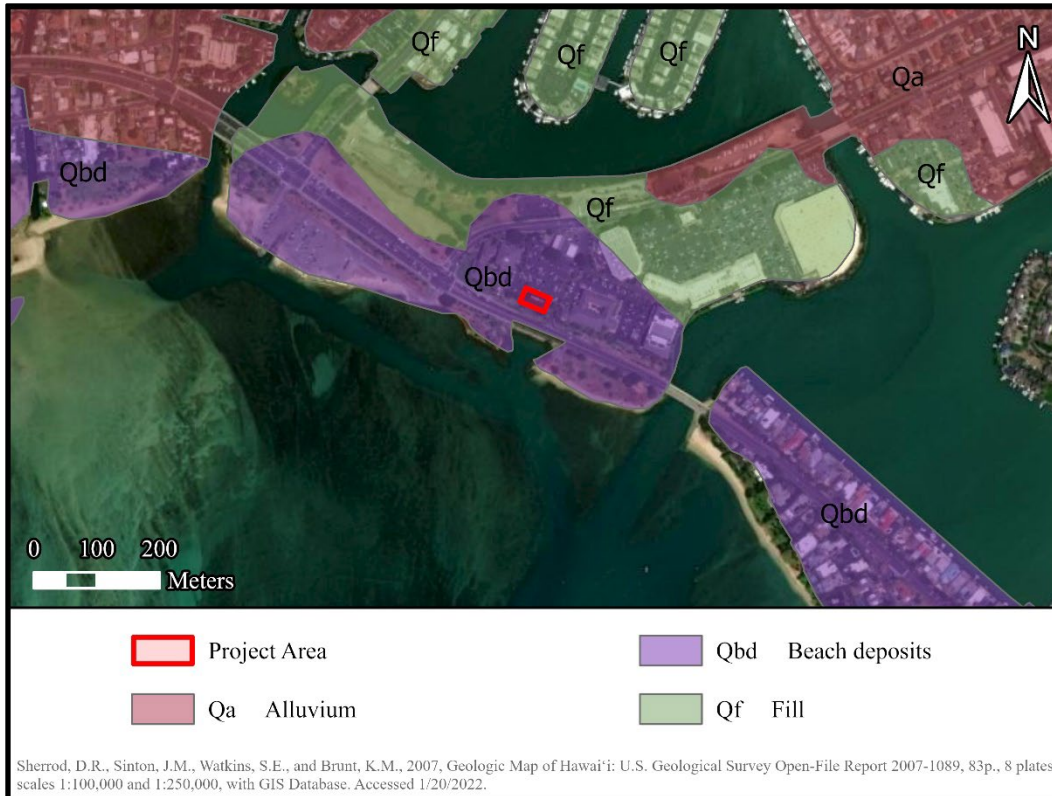 Qf
Qf
Qf
N
Qa
Qbd
Qf
Qf
Qbd
Qbd
0 100 200
Meters
Project Area
Qbd Beach deposits
Qa Alluvium
Qf Fill
Sherrod, D.R., Sinton, J.M., Watkins, S.E., and Brunt, K.M., 2007, Geologic Map of Hawai‘i: U.S. Geological Survey Open-File Report 2007-1089, 83p., 8 plates
scales 1:100,000 and 1:250,000, with GIS Database. Accessed 1/20/2022.